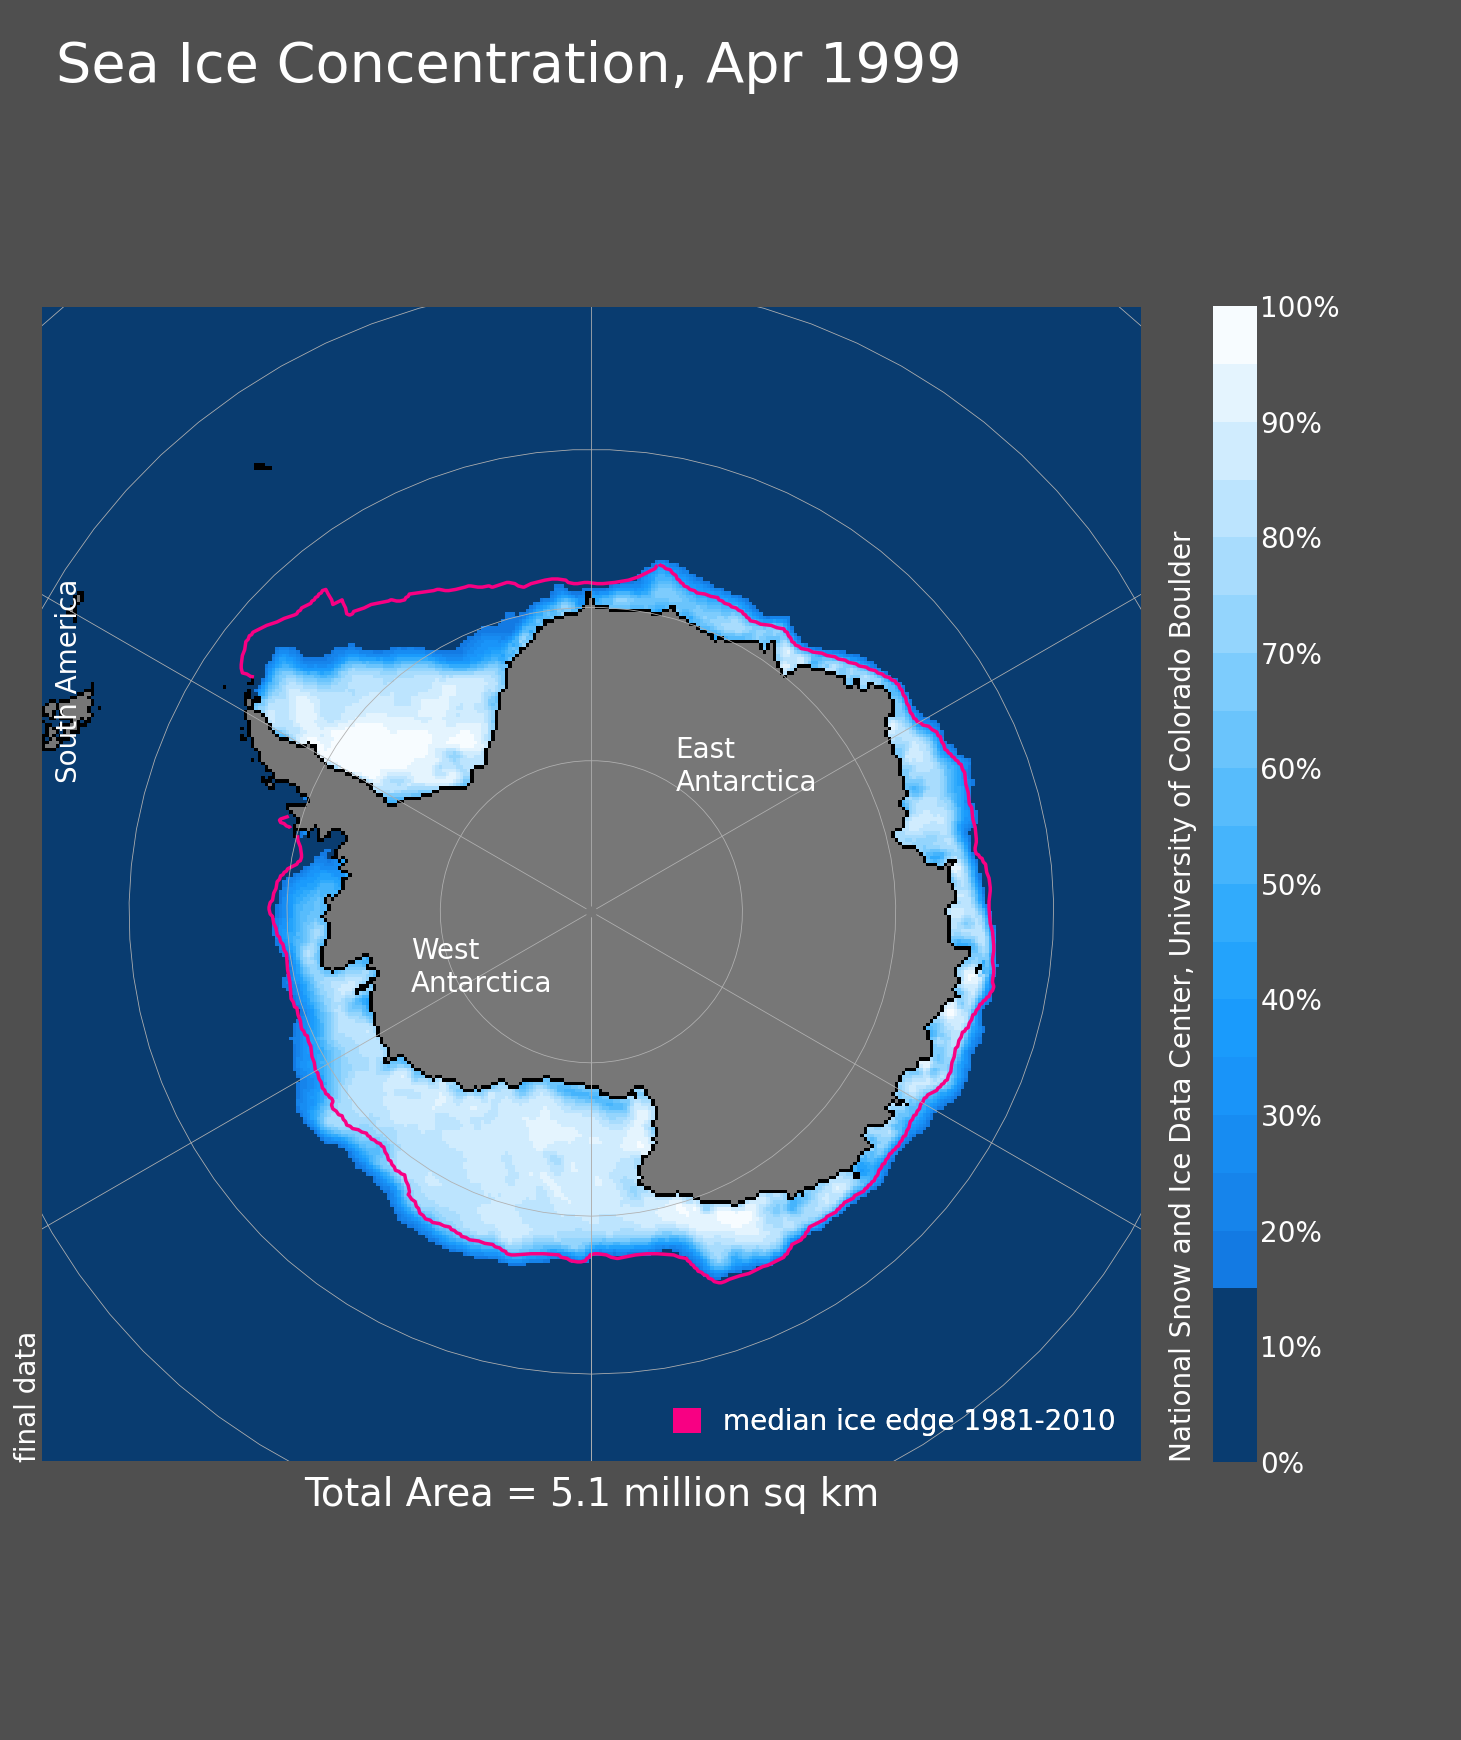 Sea Ice Concentration, Apr 1999
South America
East
Antarctica
West
Antarctica
median ice edge 1981-2010
final data
Total Area = 5.1 million sq km
National Snow and Ice Data Center, University of Colorado Boulder
100%
90%
80%
70%
60%
50%
40%
30%
20%
10%
0%